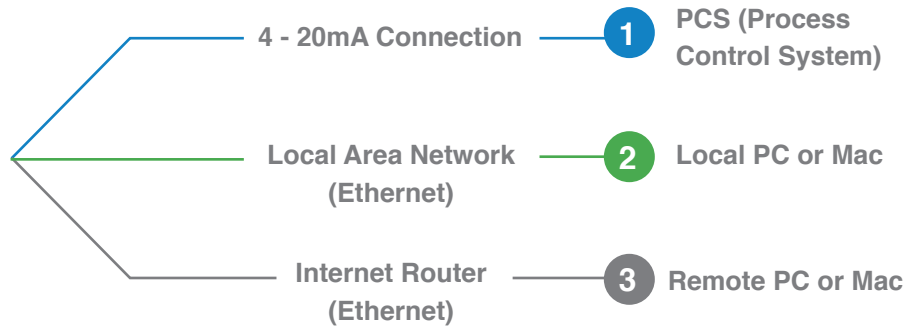 4 - 20mA Connection
1
PCS (Process
Control System)
Local Area Network
(Ethernet)
2
Local PC or Mac
Internet Router
(Ethernet)
3
Remote PC or Mac